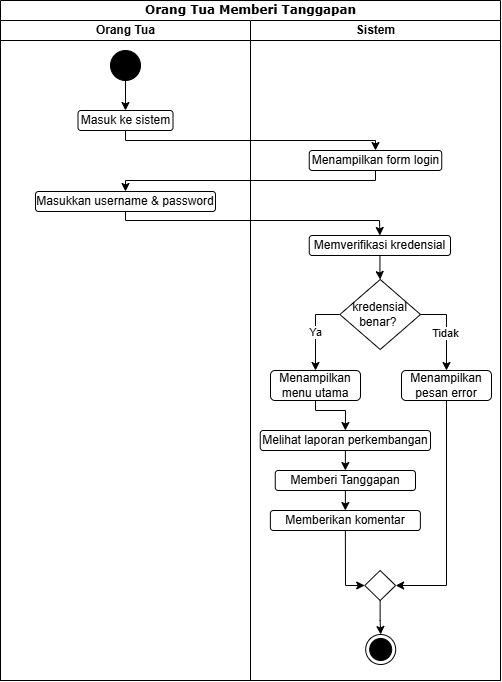 Orang Tua Memberi Tanggapan
Orang Tua
Sistem
Masuk ke sistem
Menampilkan form login
Masukkan username & password
Memverifikasi kredensial
kredensial
benar?
Ya
Tidak
Menampilkan
menu utama
Menampilkan
pesan error
Melihat laporan perkembangan
Memberi Tanggapan
Memberikan komentar